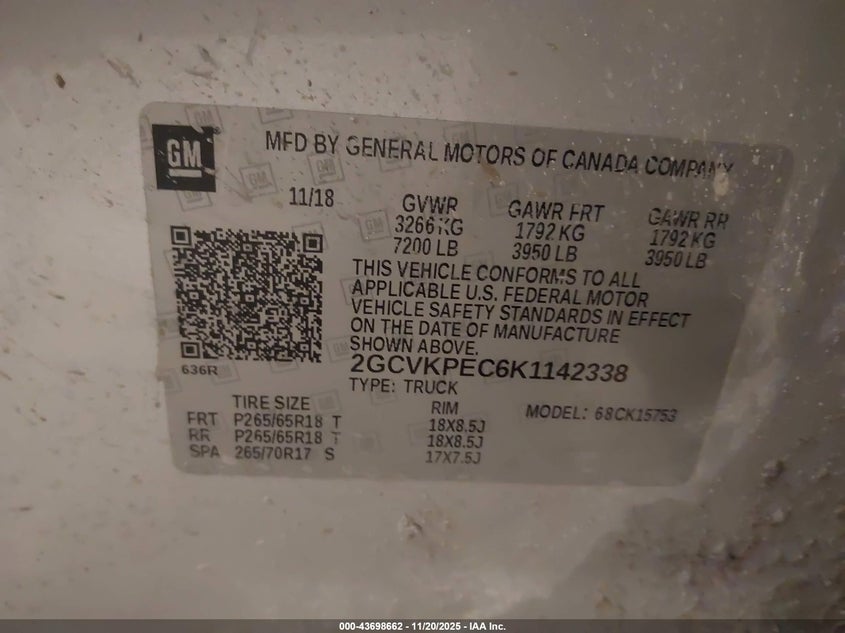 GM
MFD BY GENERAL MOTORS OF CANADA COMPANY
11/18
GVWR GAWR FRT GAWR RR
3266 KG 1792 KG 1792 KG
7200 LB 3950 LB 3950 LB
THIS VEHICLE CONFORMS TO ALL
APPLICABLE U.S. FEDERAL MOTOR
VEHICLE SAFETY STANDARDS IN EFFECT
ON THE DATE OF MANUFACTURE
SHOWN ABOVE.
636R
2GCVKPEC6K1142338
TYPE: TRUCK
TIRE SIZE RIM MODEL: 68CK15753
FRT P265/65R18 T 18X8.5J
RR P265/65R18 T 18X8.5J
SPA 265/70R17 S 17X7.5J
000-43698662 - 11/20/2025 - IAA Inc.